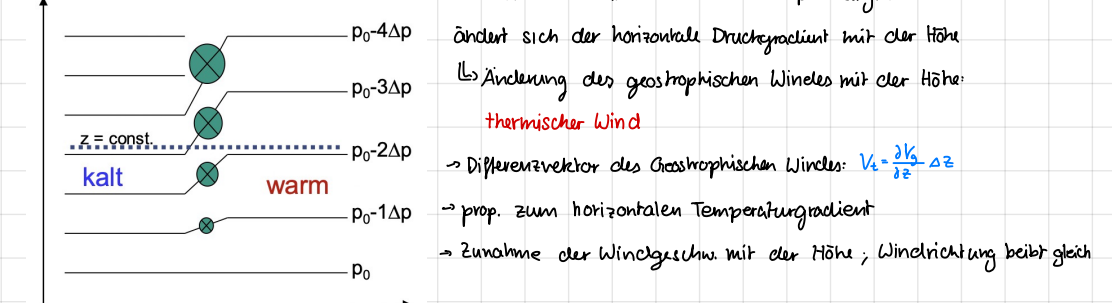 p₀-4Δp
p₀-3Δp
z = const.
p₀-2Δp
kalt
warm
p₀-1Δp
p₀
ändert sich der horizontale Druckgradient mit der Höhe
↳ Änderung des geostrophischen Windes mit der Höhe:
thermischer Wind
→ Differenzvektor des Geostrophischen Windes: V_t = ∂V_g/∂z Δz
→ prop. zum horizontalen Temperaturgradient
→ Zunahme der Windgeschw. mit der Höhe; Windrichtung beibt gleich